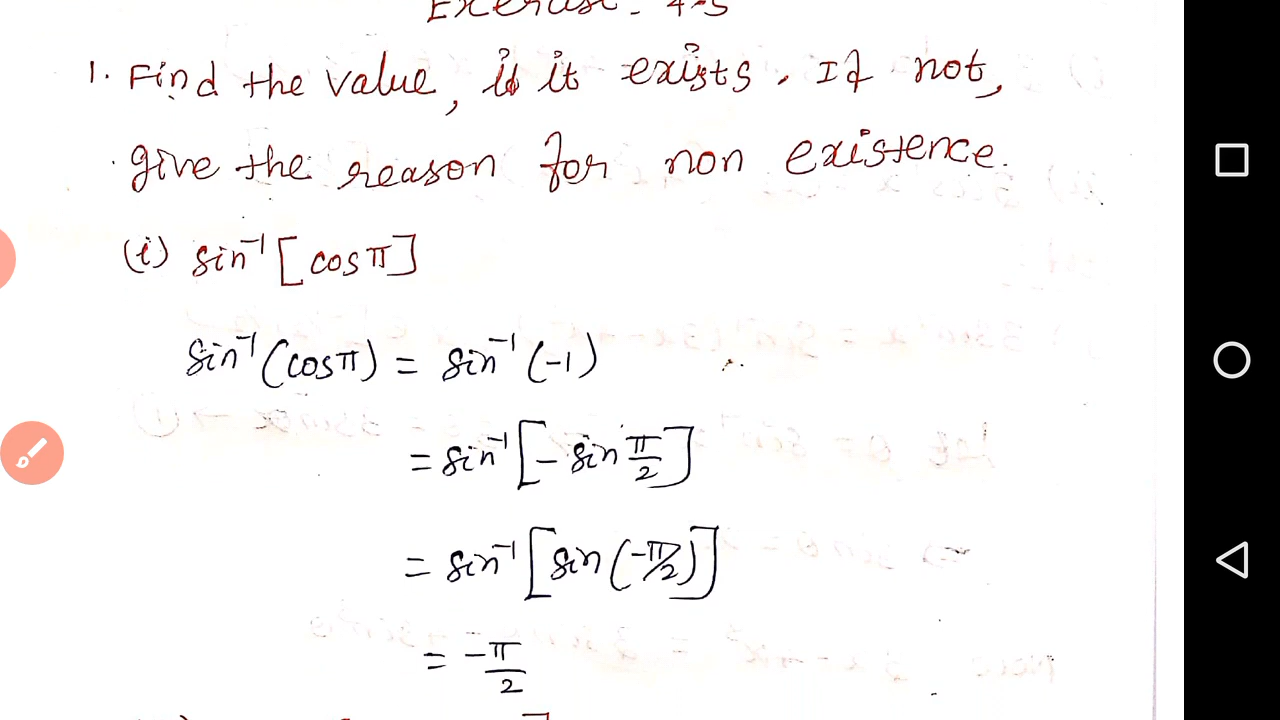 Exercise - 4.5
1. Find the value, if it exists. If not,
give the reason for non existence.
(i) sin⁻¹ [cos π]
sin⁻¹ (cos π) = sin⁻¹ (-1)
= sin⁻¹ [- sin π/2]
= sin⁻¹ [sin (-π/2)]
= -π/2